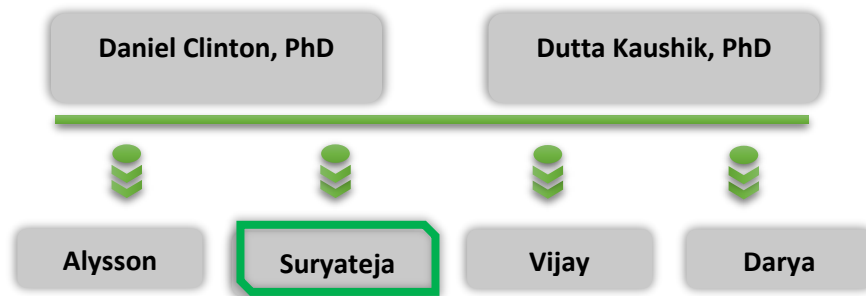 Daniel Clinton, PhD
Dutta Kaushik, PhD
Alysson
Suryateja
Vijay
Darya